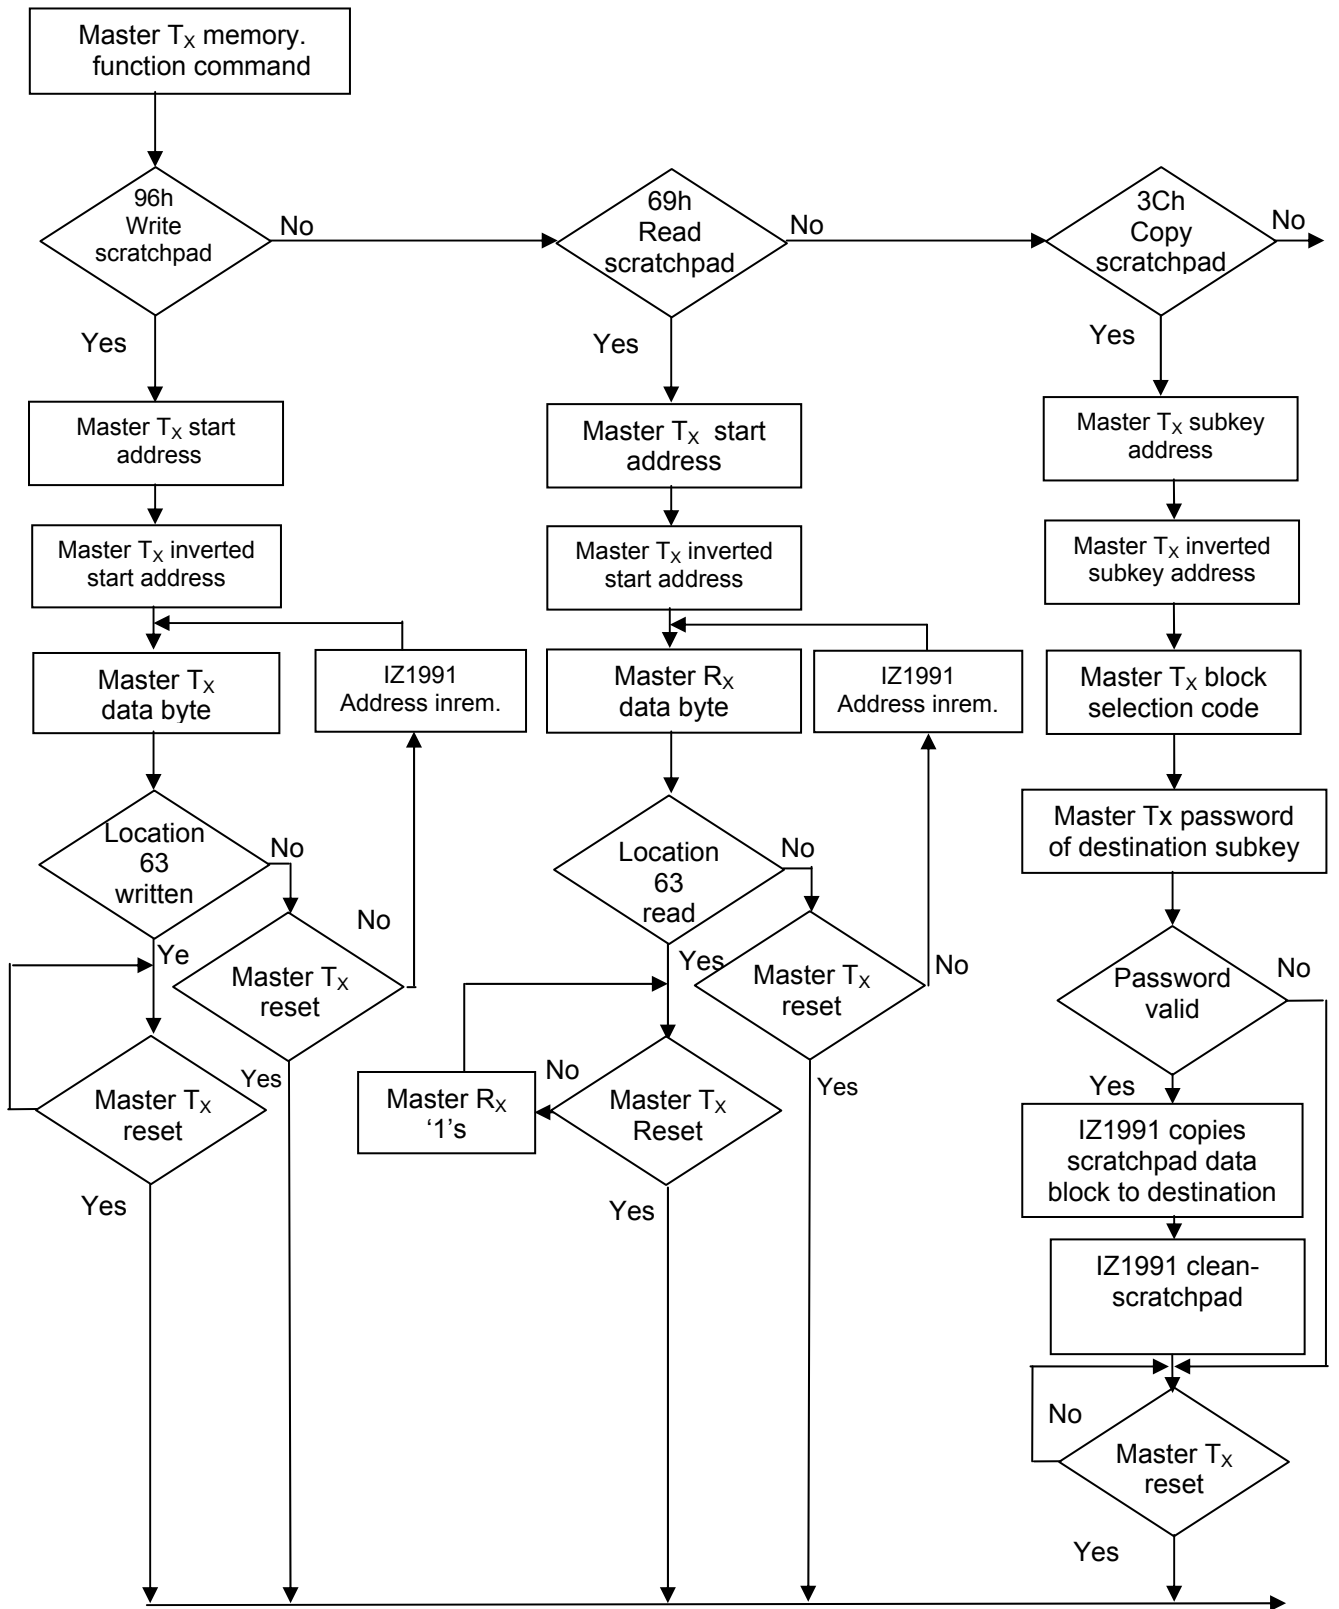 Master TX memory.
function command
96h
Write
scratchpad
No
Yes
69h
Read
scratchpad
No
Yes
3Ch
Copy
scratchpad
No
Yes
Master TX start
address
Master TX inverted
start address
Master TX
data byte
IZ1991
Address inrem.
Location
63
written
No
Ye
Master TX
reset
No
Yes
Master TX
reset
Yes
Master TX start
address
Master TX inverted
start address
Master RX
data byte
IZ1991
Address inrem.
Location
63
read
No
Yes
Master TX
reset
No
Yes
Master RX
‘1’s
No
Master TX
Reset
Yes
Master TX subkey
address
Master TX inverted
subkey address
Master TX block
selection code
Master Tx password
of destination subkey
Password
valid
No
Yes
IZ1991 copies
scratchpad data
block to destination
IZ1991 clean-
scratchpad
No
Master TX
reset
Yes